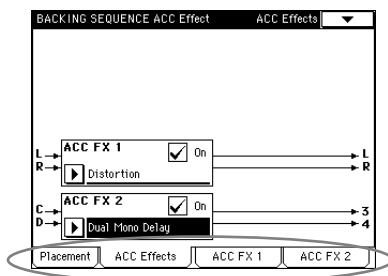 BACKING SEQUENCE ACC Effect ACC Effects
ACC FX 1 On
L L
R R
Distortion
ACC FX 2 On
C 3
D 4
Dual Mono Delay
Placement ACC Effects ACC FX 1 ACC FX 2